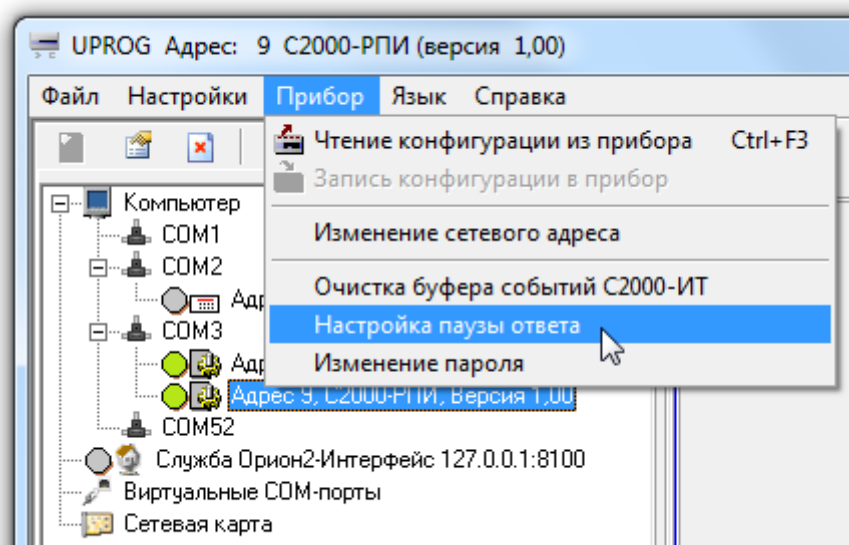 UPROG Адрес: 9 С2000-РПИ (версия 1,00)
Файл Настройки Прибор Язык Справка
Чтение конфигурации из прибора Ctrl+F3
Запись конфигурации в прибор
Изменение сетевого адреса
Очистка буфера событий С2000-ИТ
Настройка паузы ответа
Изменение пароля
Компьютер
COM1
COM2
Адр
COM3
Адр
Адрес 9, С2000-РПИ, Версия 1,00
COM52
Служба Орион2-Интерфейс 127.0.0.1:8100
Виртуальные COM-порты
Сетевая карта